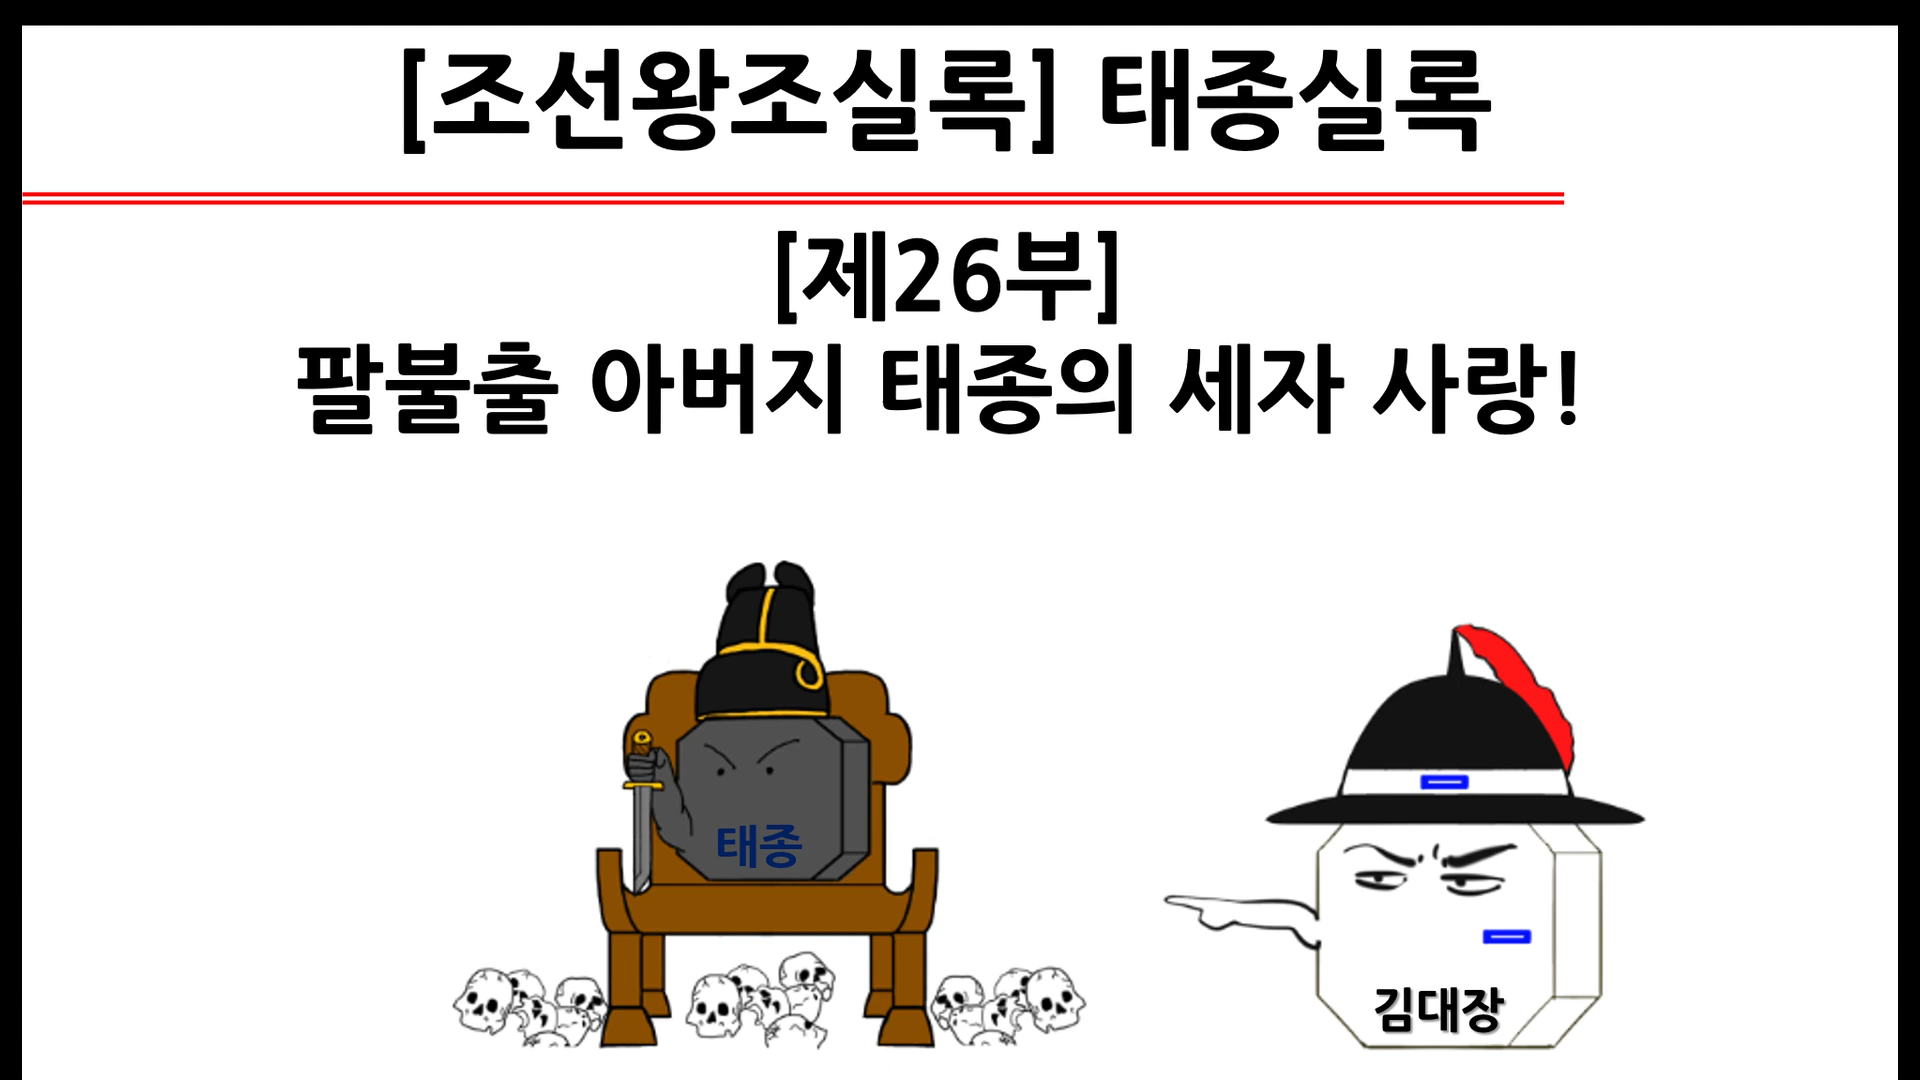 [조선왕조실록] 태종실록
[제26부]
팔불출 아버지 태종의 세자 사랑!
태종
김대장